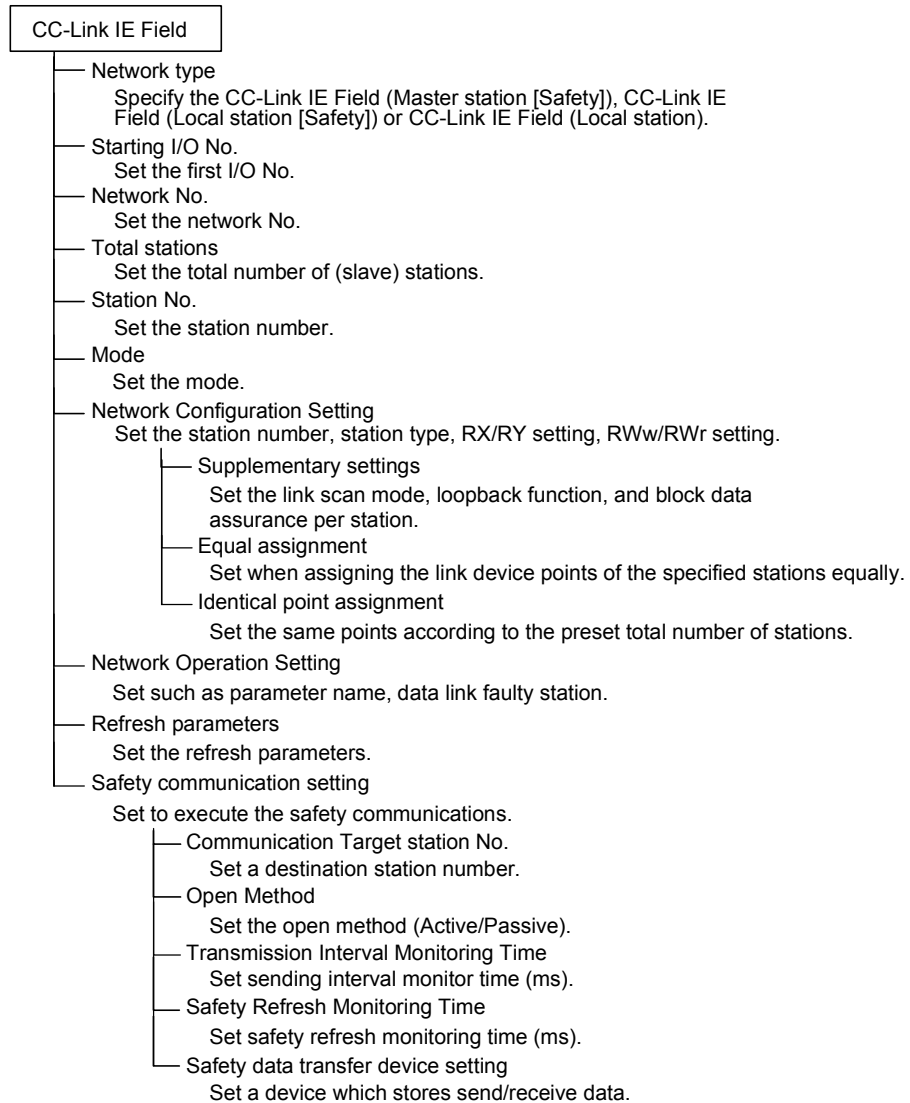 CC-Link IE Field
Network type
Specify the CC-Link IE Field (Master station [Safety]), CC-Link IE
Field (Local station [Safety]) or CC-Link IE Field (Local station).
Starting I/O No.
Set the first I/O No.
Network No.
Set the network No.
Total stations
Set the total number of (slave) stations.
Station No.
Set the station number.
Mode
Set the mode.
Network Configuration Setting
Set the station number, station type, RX/RY setting, RWw/RWr setting.
Supplementary settings
Set the link scan mode, loopback function, and block data
assurance per station.
Equal assignment
Set when assigning the link device points of the specified stations equally.
Identical point assignment
Set the same points according to the preset total number of stations.
Network Operation Setting
Set such as parameter name, data link faulty station.
Refresh parameters
Set the refresh parameters.
Safety communication setting
Set to execute the safety communications.
Communication Target station No.
Set a destination station number.
Open Method
Set the open method (Active/Passive).
Transmission Interval Monitoring Time
Set sending interval monitor time (ms).
Safety Refresh Monitoring Time
Set safety refresh monitoring time (ms).
Safety data transfer device setting
Set a device which stores send/receive data.